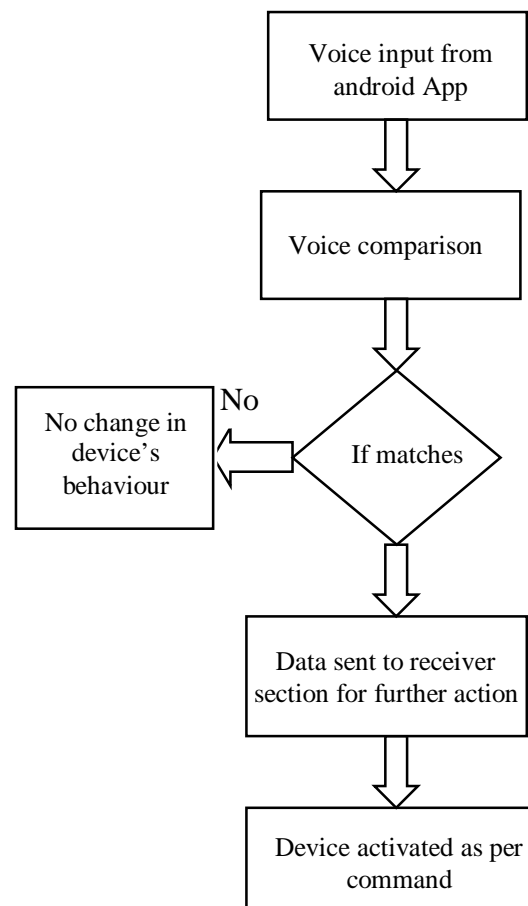 Voice input from
android App
Voice comparison
No
No change in
device’s
behaviour
If matches
Data sent to receiver
section for further action
Device activated as per
command